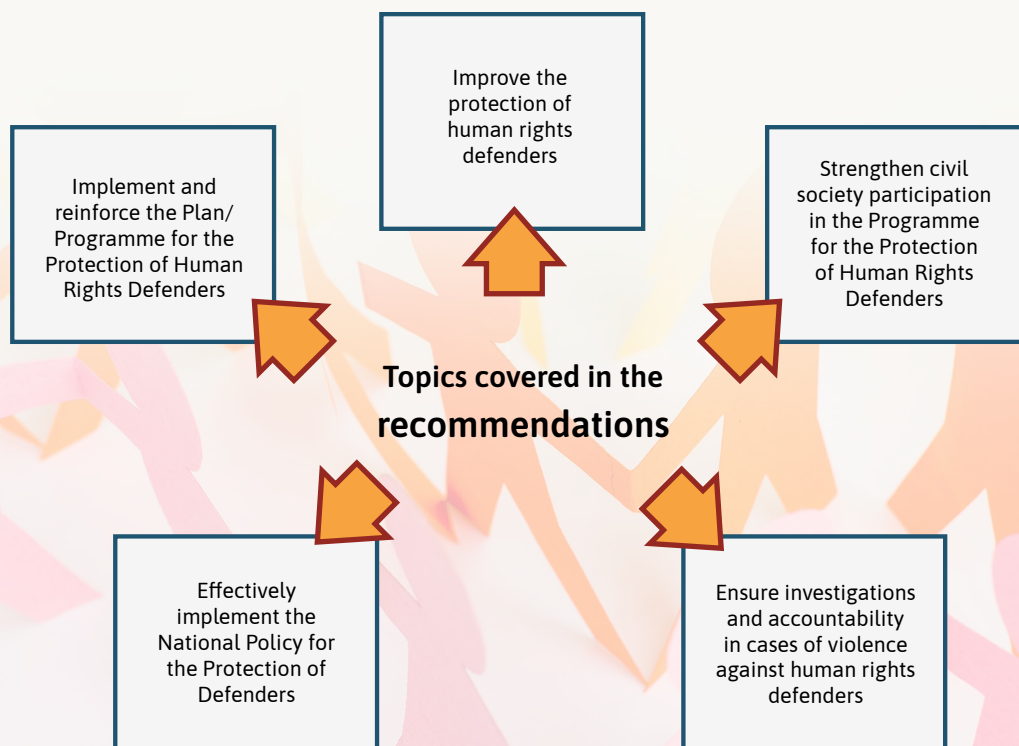 Improve the
protection of
human rights
defenders
Implement and
reinforce the Plan/
Programme for the
Protection of Human
Rights Defenders
Strengthen civil
society participation
in the Programme
for the Protection
of Human Rights
Defenders
Topics covered in the
recommendations
Effectively
implement the
National Policy for
the Protection of
Defenders
Ensure investigations
and accountability
in cases of violence
against human rights
defenders